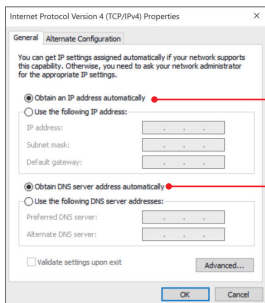 Internet Protocol Version 4 (TCP/IPv4) Properties
General
Alternate Configuration
You can get IP settings assigned automatically if your network supports
this capability. Otherwise, you need to ask your network administrator
for the appropriate IP settings.
Obtain an IP address automatically
Use the following IP address:
IP address:
Subnet mask:
Default gateway:
Obtain DNS server address automatically
Use the following DNS server addresses:
Preferred DNS server:
Alternate DNS server:
Validate settings upon exit
Advanced...
OK
Cancel